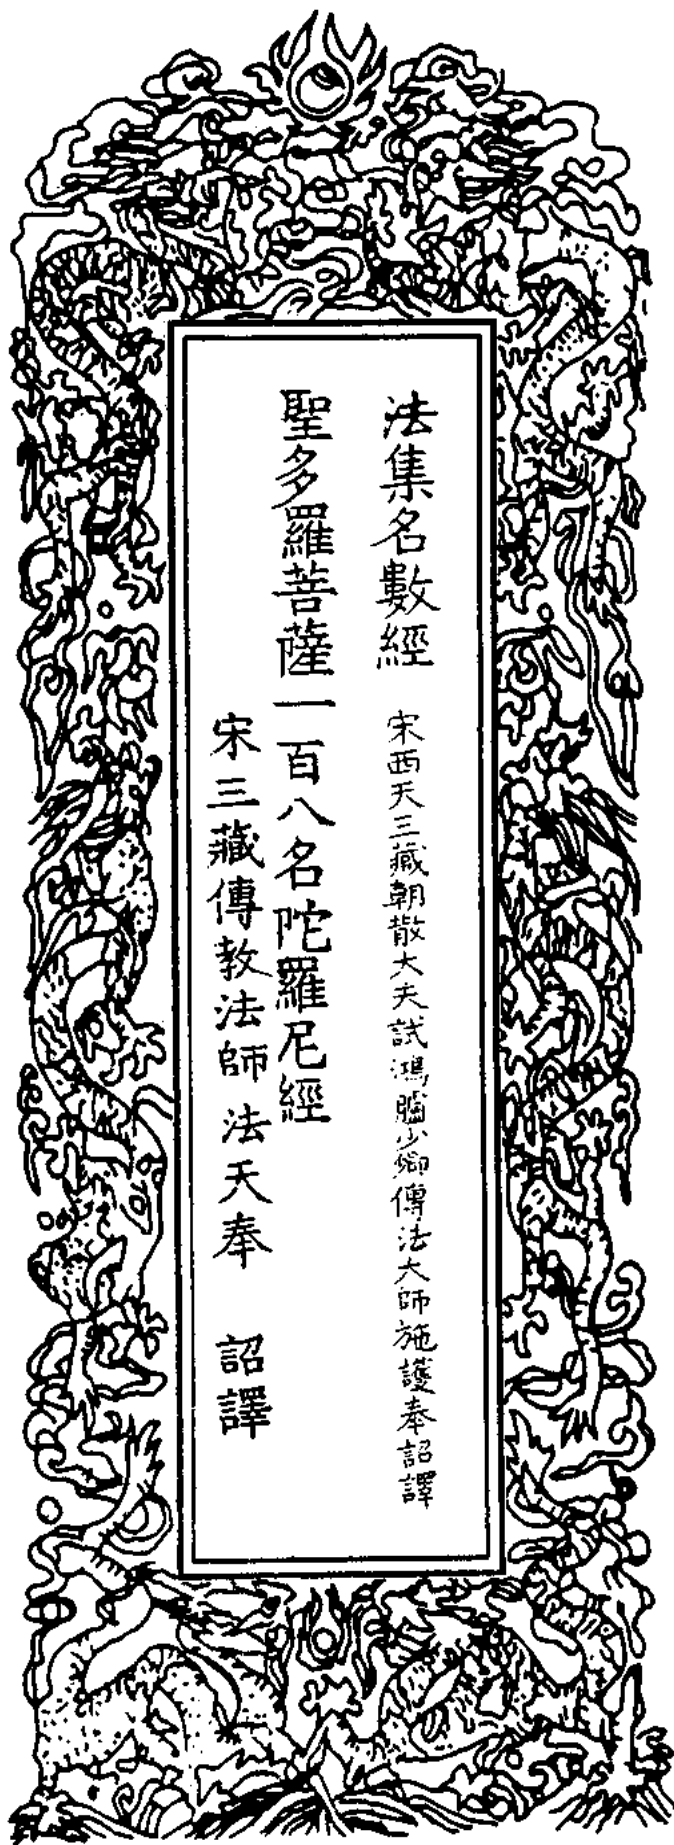 法集名數經 宋西天三藏朝散大夫試鴻臚少卿傳法大師施護奉詔譯
聖多羅菩薩一百八名陀羅尼經
宋三藏傳教法師法天奉 詔譯